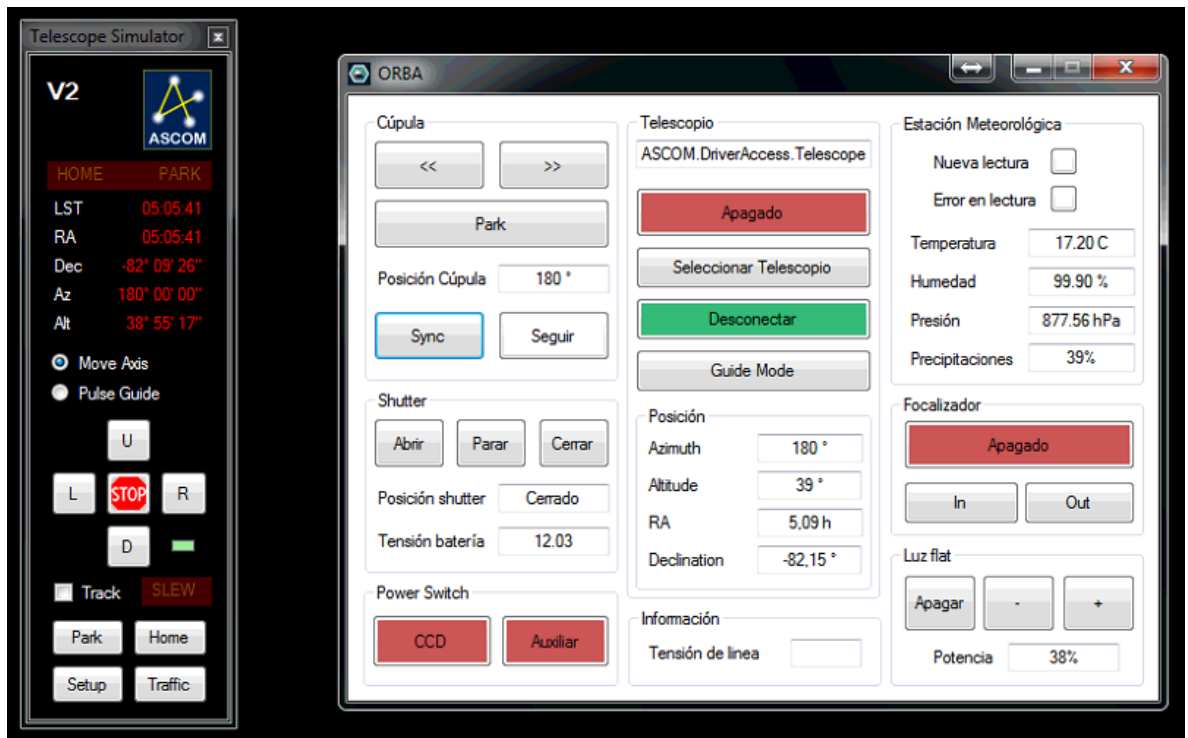 Telescope Simulator
V2
ASCOM
HOME PARK
LST 05:05:41
RA 05:05:41
Dec -82° 09' 26"
Az 180° 00' 00"
Alt 38° 55' 17"
Move Axis
Pulse Guide
U
L STOP R
D
Track SLEW
Park Home
Setup Traffic
ORBA
Cúpula
<< >>
Park
Posición Cúpula 180 °
Sync Seguir
Shutter
Abrir Parar Cerrar
Posición shutter Cerrado
Tensión batería 12.03
Power Switch
CCD Auxiliar
Telescopio
ASCOM.DriverAccess.Telescope
Apagado
Seleccionar Telescopio
Desconectar
Guide Mode
Posición
Azimuth 180 °
Altitude 39 °
RA 5,09 h
Declination -82,15 °
Información
Tensión de linea
Estación Meteorológica
Nueva lectura
Error en lectura
Temperatura 17.20 C
Humedad 99.90 %
Presión 877.56 hPa
Precipitaciones 39%
Focalizador
Apagado
In Out
Luz flat
Apagar - +
Potencia 38%